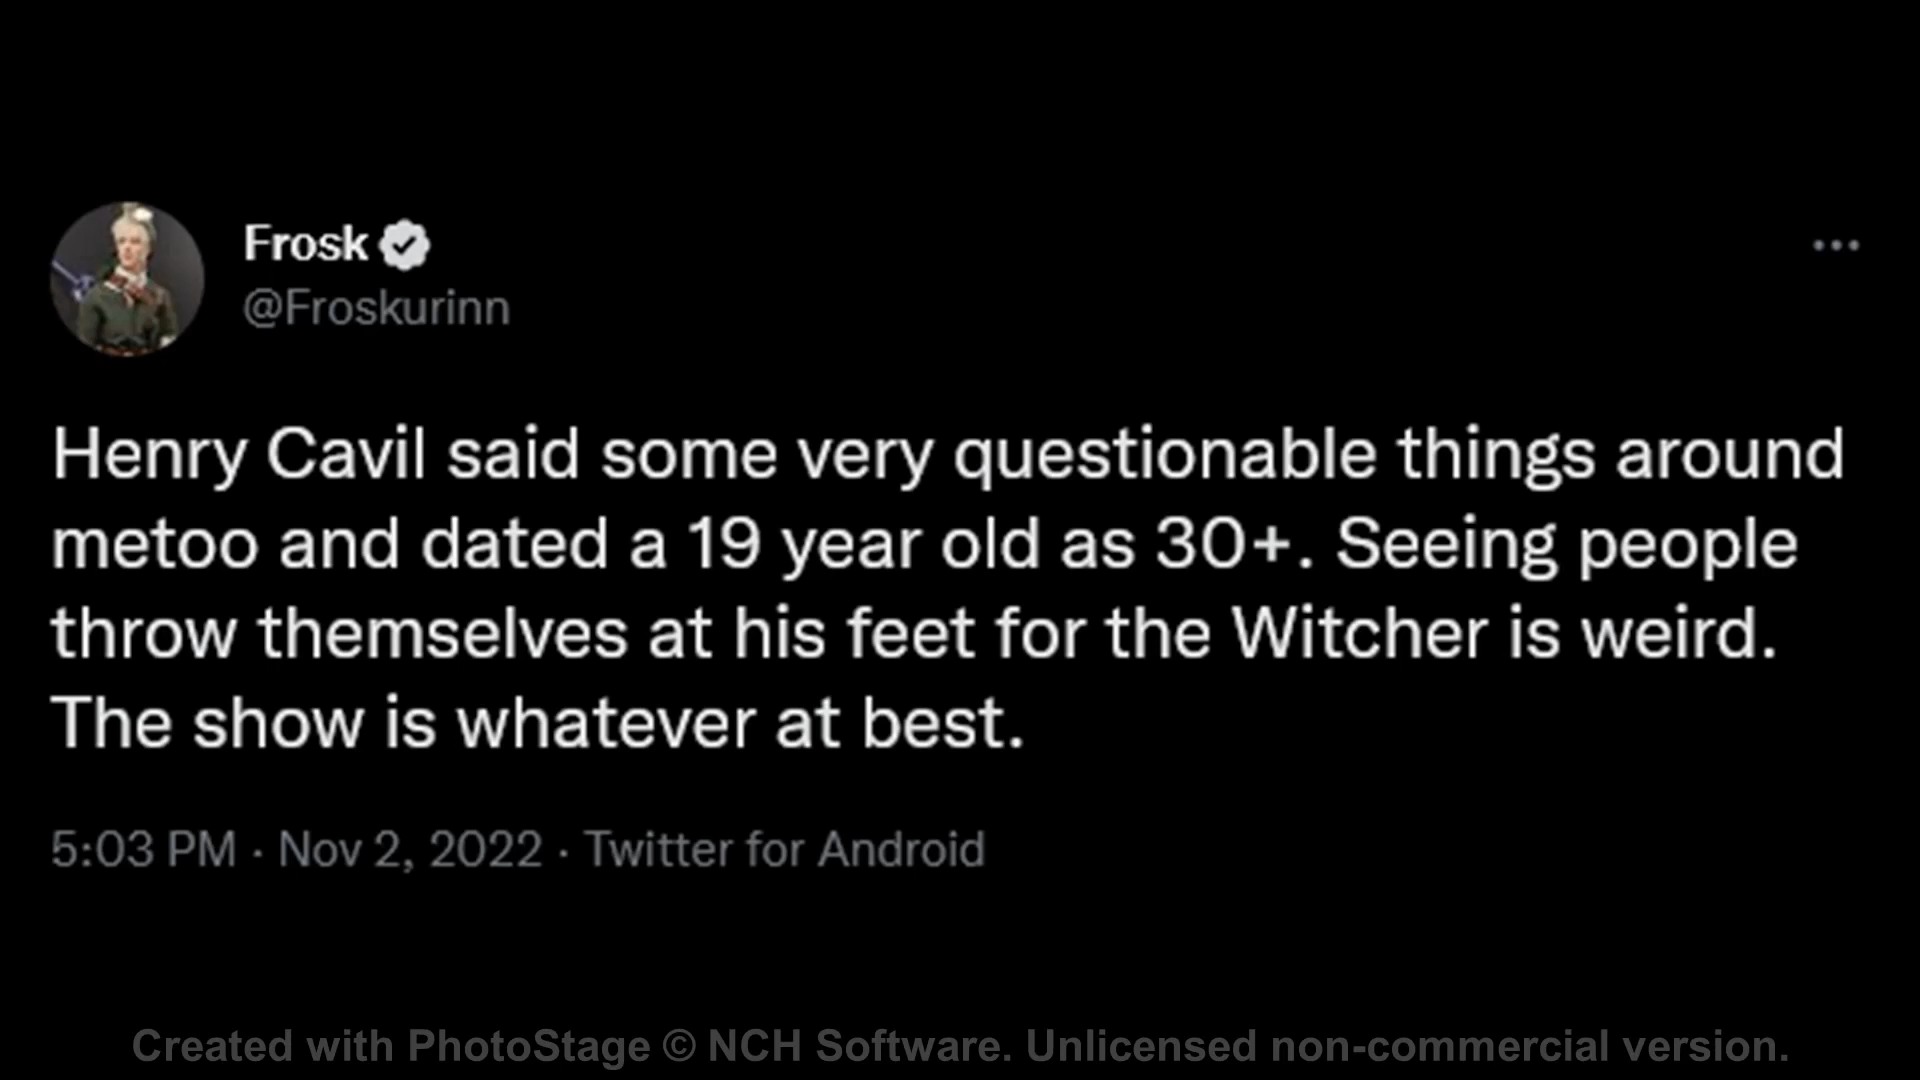 Frosk
@Froskurinn
Henry Cavil said some very questionable things around
metoo and dated a 19 year old as 30+. Seeing people
throw themselves at his feet for the Witcher is weird.
The show is whatever at best.
5:03 PM · Nov 2, 2022 · Twitter for Android
Created with PhotoStage © NCH Software. Unlicensed non-commercial version.